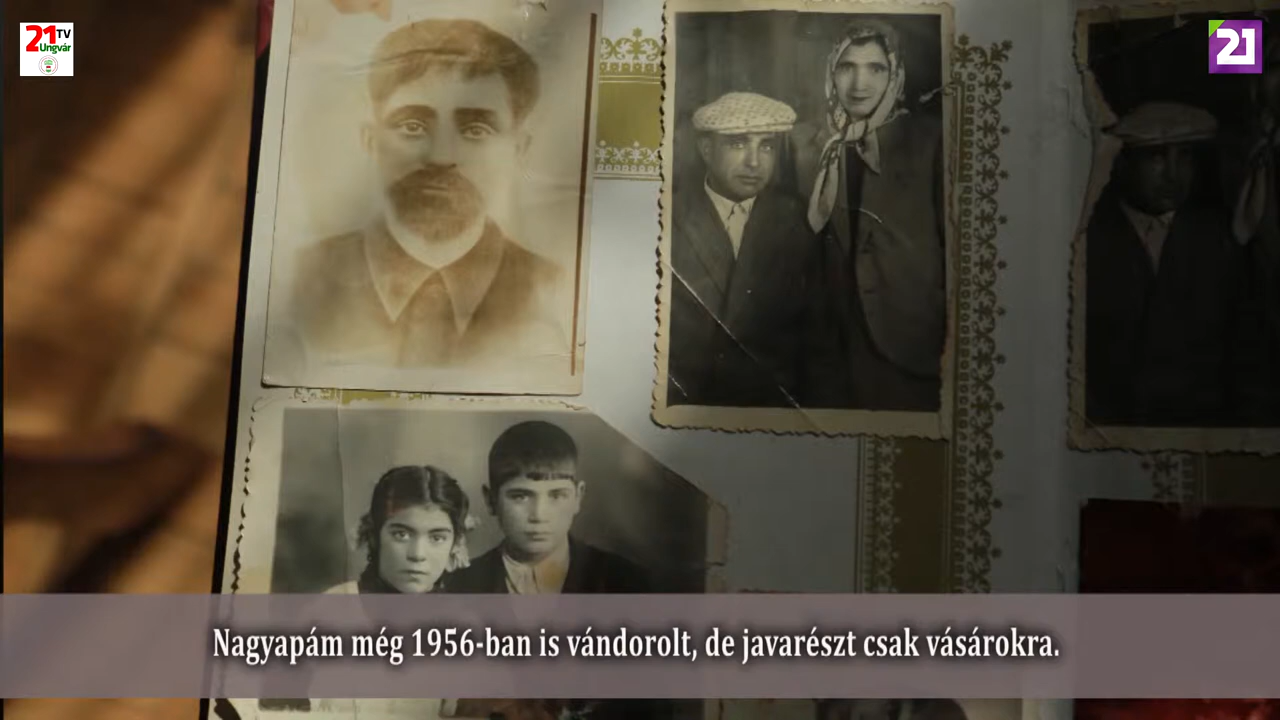 21 TV
Ungvár
21
Nagyapám még 1956-ban is vándorolt, de javarészt csak vásárokra.